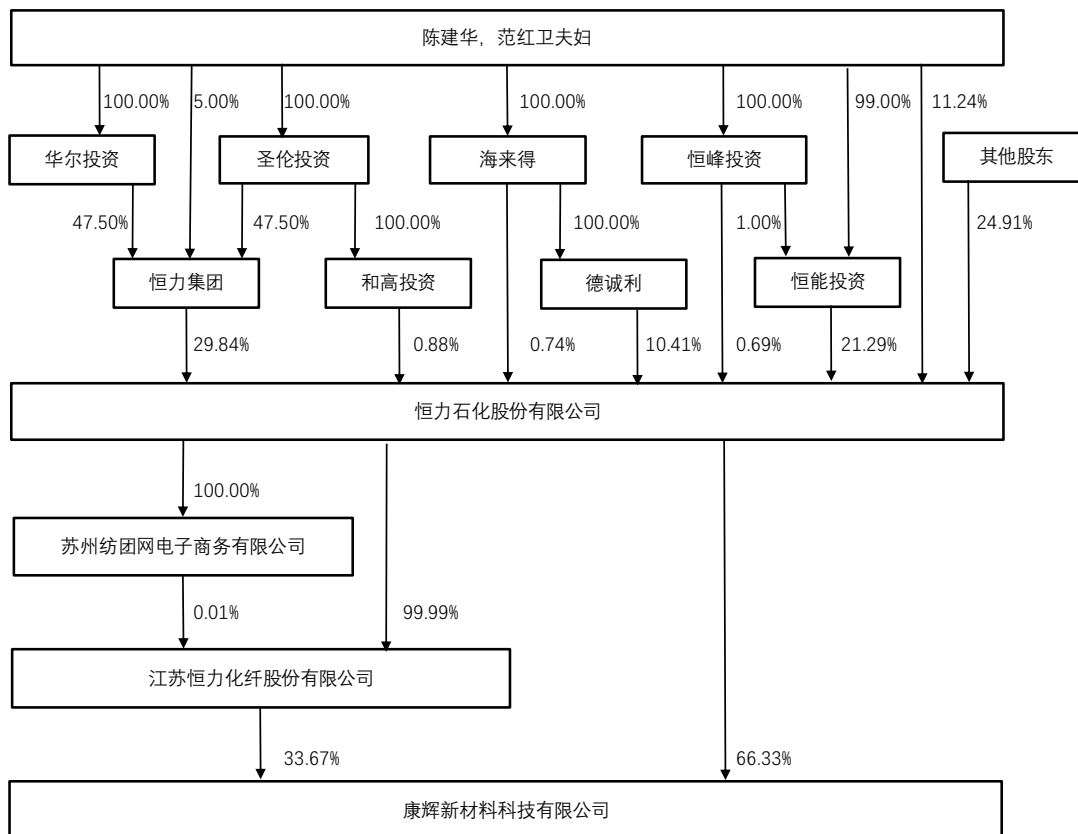 陈建华，范红卫夫妇
100.00%
5.00%
100.00%
100.00%
100.00%
99.00%
11.24%
华尔投资
圣伦投资
海来得
恒峰投资
其他股东
47.50%
47.50%
100.00%
100.00%
1.00%
24.91%
恒力集团
和高投资
德诚利
恒能投资
29.84%
0.88%
0.74%
10.41%
0.69%
21.29%
恒力石化股份有限公司
100.00%
苏州纺团网电子商务有限公司
0.01%
99.99%
江苏恒力化纤股份有限公司
33.67%
66.33%
康辉新材料科技有限公司